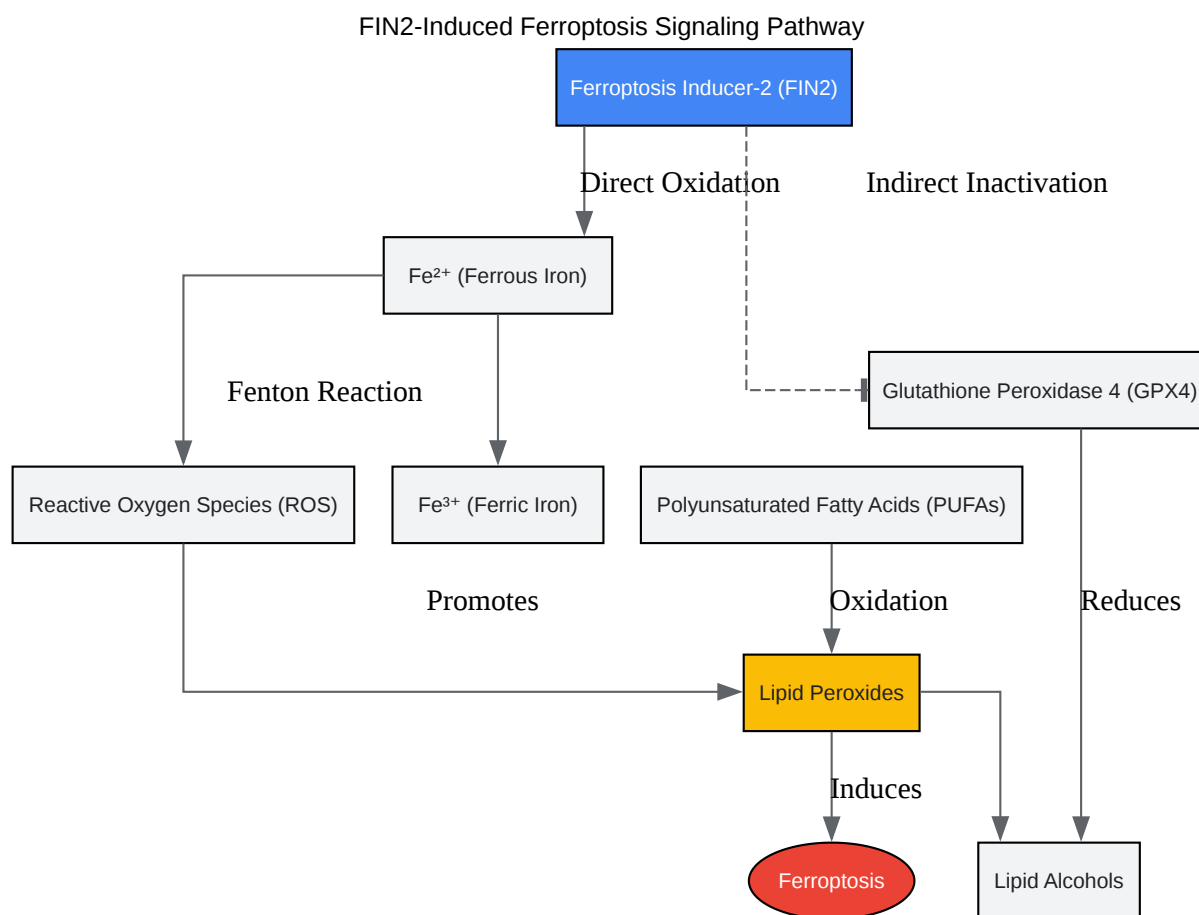 FIN2-Induced Ferroptosis Signaling Pathway
Ferroptosis Inducer-2 (FIN2)
Direct Oxidation
Indirect Inactivation
Fe²⁺ (Ferrous Iron)
Fenton Reaction
Glutathione Peroxidase 4 (GPX4)
Reactive Oxygen Species (ROS)
Fe³⁺ (Ferric Iron)
Polyunsaturated Fatty Acids (PUFAs)
Promotes
Oxidation
Reduces
Lipid Peroxides
Induces
Ferroptosis
Lipid Alcohols